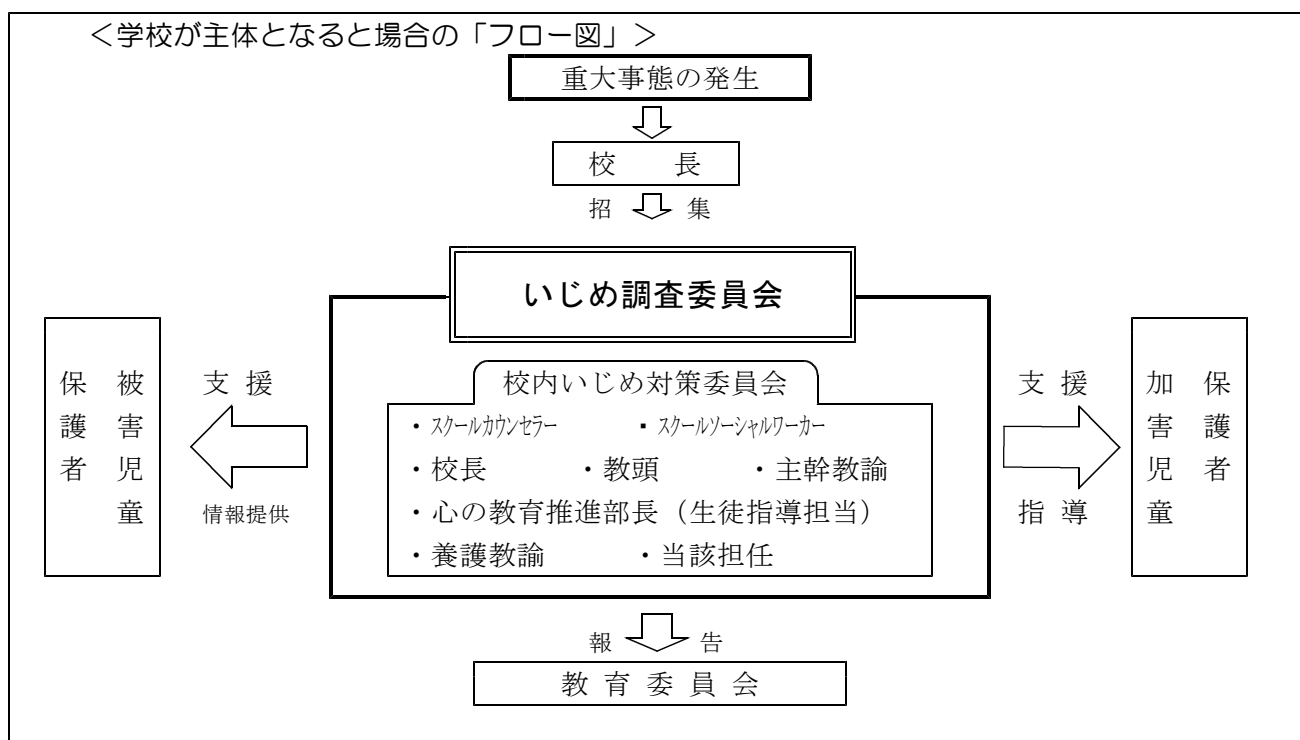 ＜学校が主体となると場合の「フロー図」＞
重大事態の発生
校　長
招　集
いじめ調査委員会
被害児童
保護者
支 援
情報提供
校内いじめ対策委員会
・スクールカウンセラー　　▪スクールソーシャルワーカー
・校長　　・教頭　　・主幹教諭
・心の教育推進部長（生徒指導担当）
・養護教諭　　・当該担任
支 援
指 導
保護者
加害児童
報　告
教 育 委 員 会